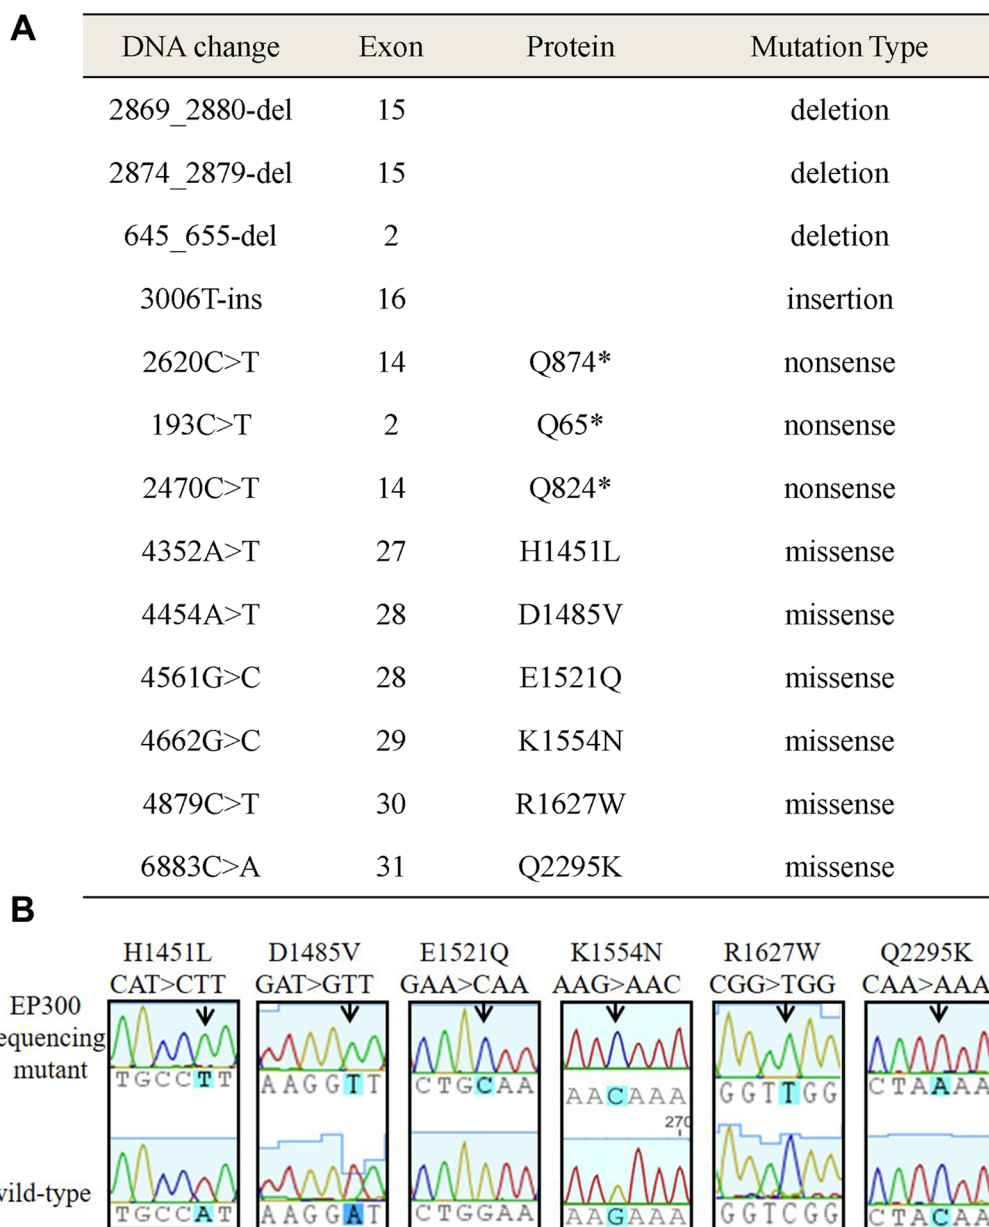 A
DNA change Exon Protein Mutation Type
2869_2880-del 15 deletion
2874_2879-del 15 deletion
645_655-del 2 deletion
3006T-ins 16 insertion
2620C>T 14 Q874* nonsense
193C>T 2 Q65* nonsense
2470C>T 14 Q824* nonsense
4352A>T 27 H1451L missense
4454A>T 28 D1485V missense
4561G>C 28 E1521Q missense
4662G>C 29 K1554N missense
4879C>T 30 R1627W missense
6883C>A 31 Q2295K missense
B
H1451L D1485V E1521Q K1554N R1627W Q2295K
CAT>CTT GAT>GTT GAA>CAA AAG>AAC CGG>TGG CAA>AAA
EP300
equencing
mutant
TGCCTT AAGGTT CTGCAA AACAAA GGTTGG CTAAAA
270
vild-type
TGCCAT AAGGAT CTGGAA AAGAAA GGTCGG CTACAA